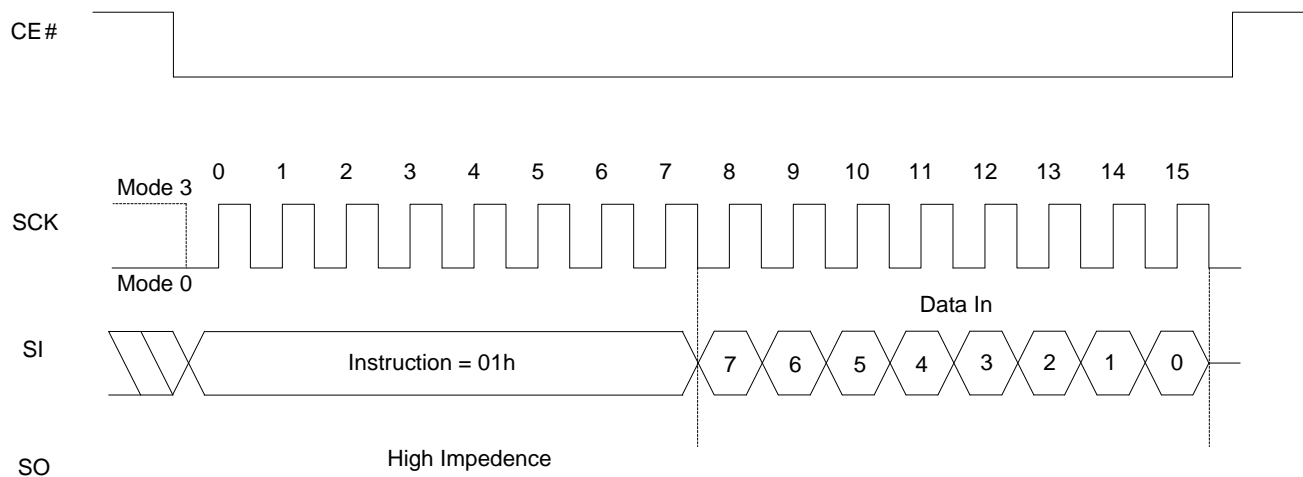 CE#
0 1 2 3 4 5 6 7 8 9 10 11 12 13 14 15
Mode 3
SCK
Mode 0
Data In
SI
Instruction = 01h
7 6 5 4 3 2 1 0
High Impedence
SO